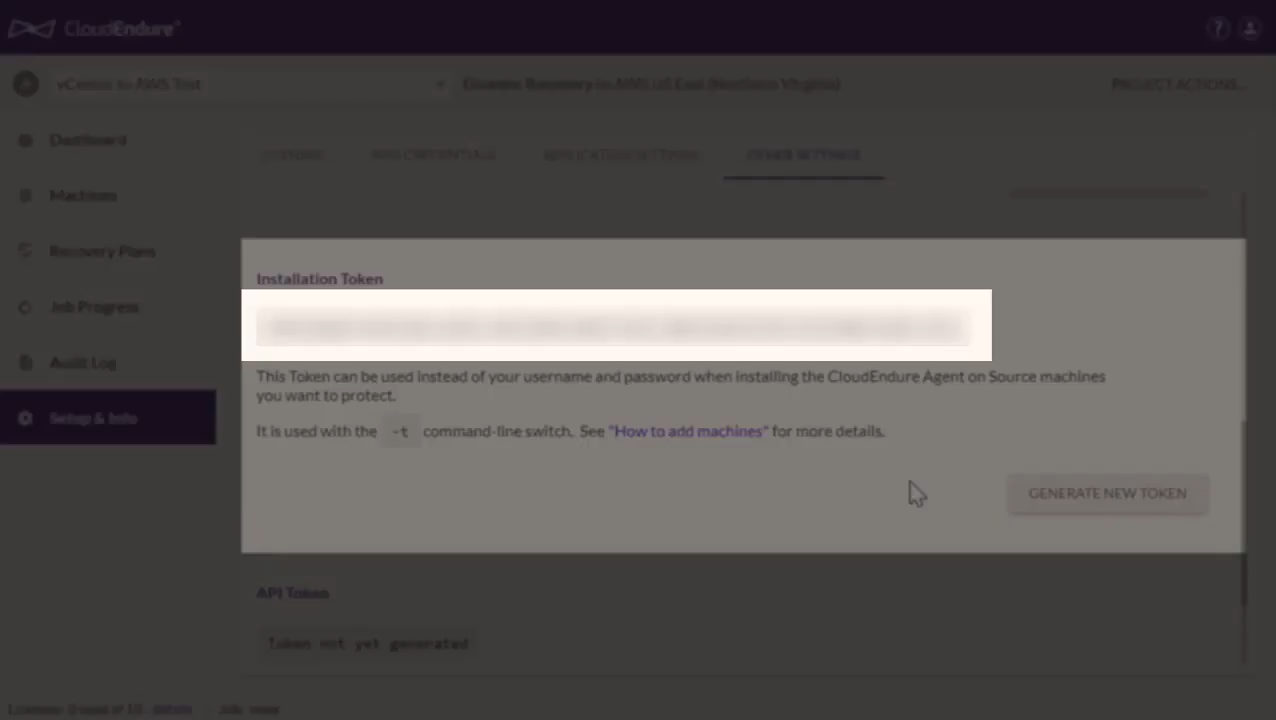 CloudEndure
?
vCenter to AWS Test
Disaster Recovery to AWS US East (Northern Virginia)
PROJECT ACTIONS
Dashboard
Machines
Recovery Plans
Job Progress
Audit Log
Setup & Info
AWS CREDENTIALS
REPLICATION SETTINGS
OTHER SETTINGS
Installation Token
This Token can be used instead of your username and password when installing the CloudEndure Agent on Source machines
you want to protect.
It is used with the -t command-line switch. See "How to add machines" for more details.
GENERATE NEW TOKEN
API Token
Token not yet generated